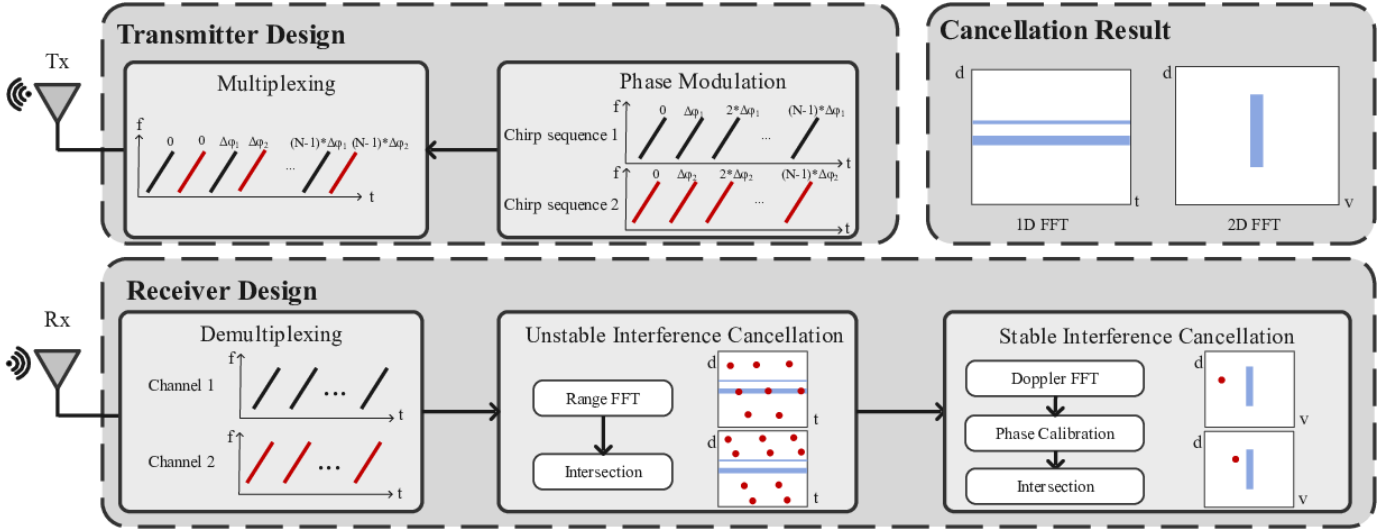 Transmitter Design
Tx
Multiplexing
f
0 0 Δφ1 Δφ2 (N-1)*Δφ1 (N-1)*Δφ2
...
t
Phase Modulation
Chirp sequence 1
f
0 Δφ1 2*Δφ1 (N-1)*Δφ1
...
t
Chirp sequence 2
f
0 Δφ2 2*Δφ2 (N-1)*Δφ2
...
t
Cancellation Result
d
t
1D FFT
d
v
2D FFT
Receiver Design
Rx
Demultiplexing
Channel 1
f
...
t
Channel 2
f
...
t
Unstable Interference Cancellation
Range FFT
Intersection
d
t
d
t
Stable Interference Cancellation
Doppler FFT
Phase Calibration
Intersection
d
v
d
v